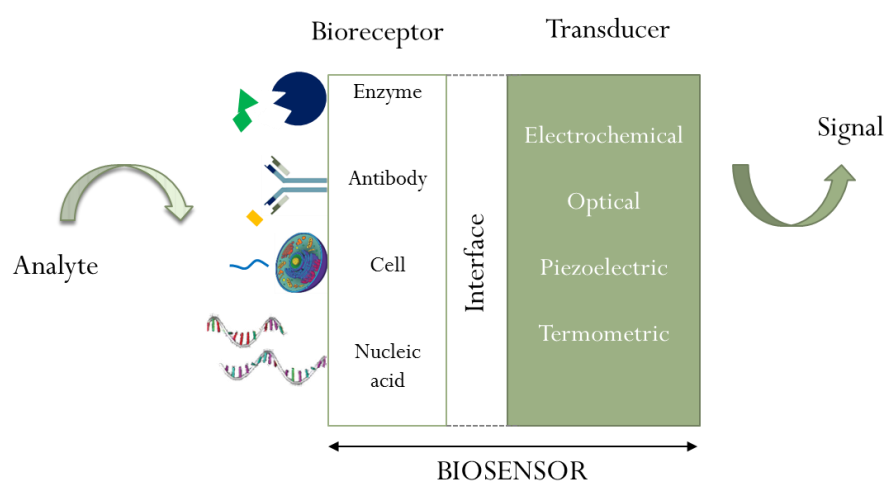 Bioreceptor
Transducer
Enzyme
Antibody
Cell
Nucleic
acid
Interface
Electrochemical
Optical
Piezoelectric
Termometric
Analyte
Signal
BIOSENSOR